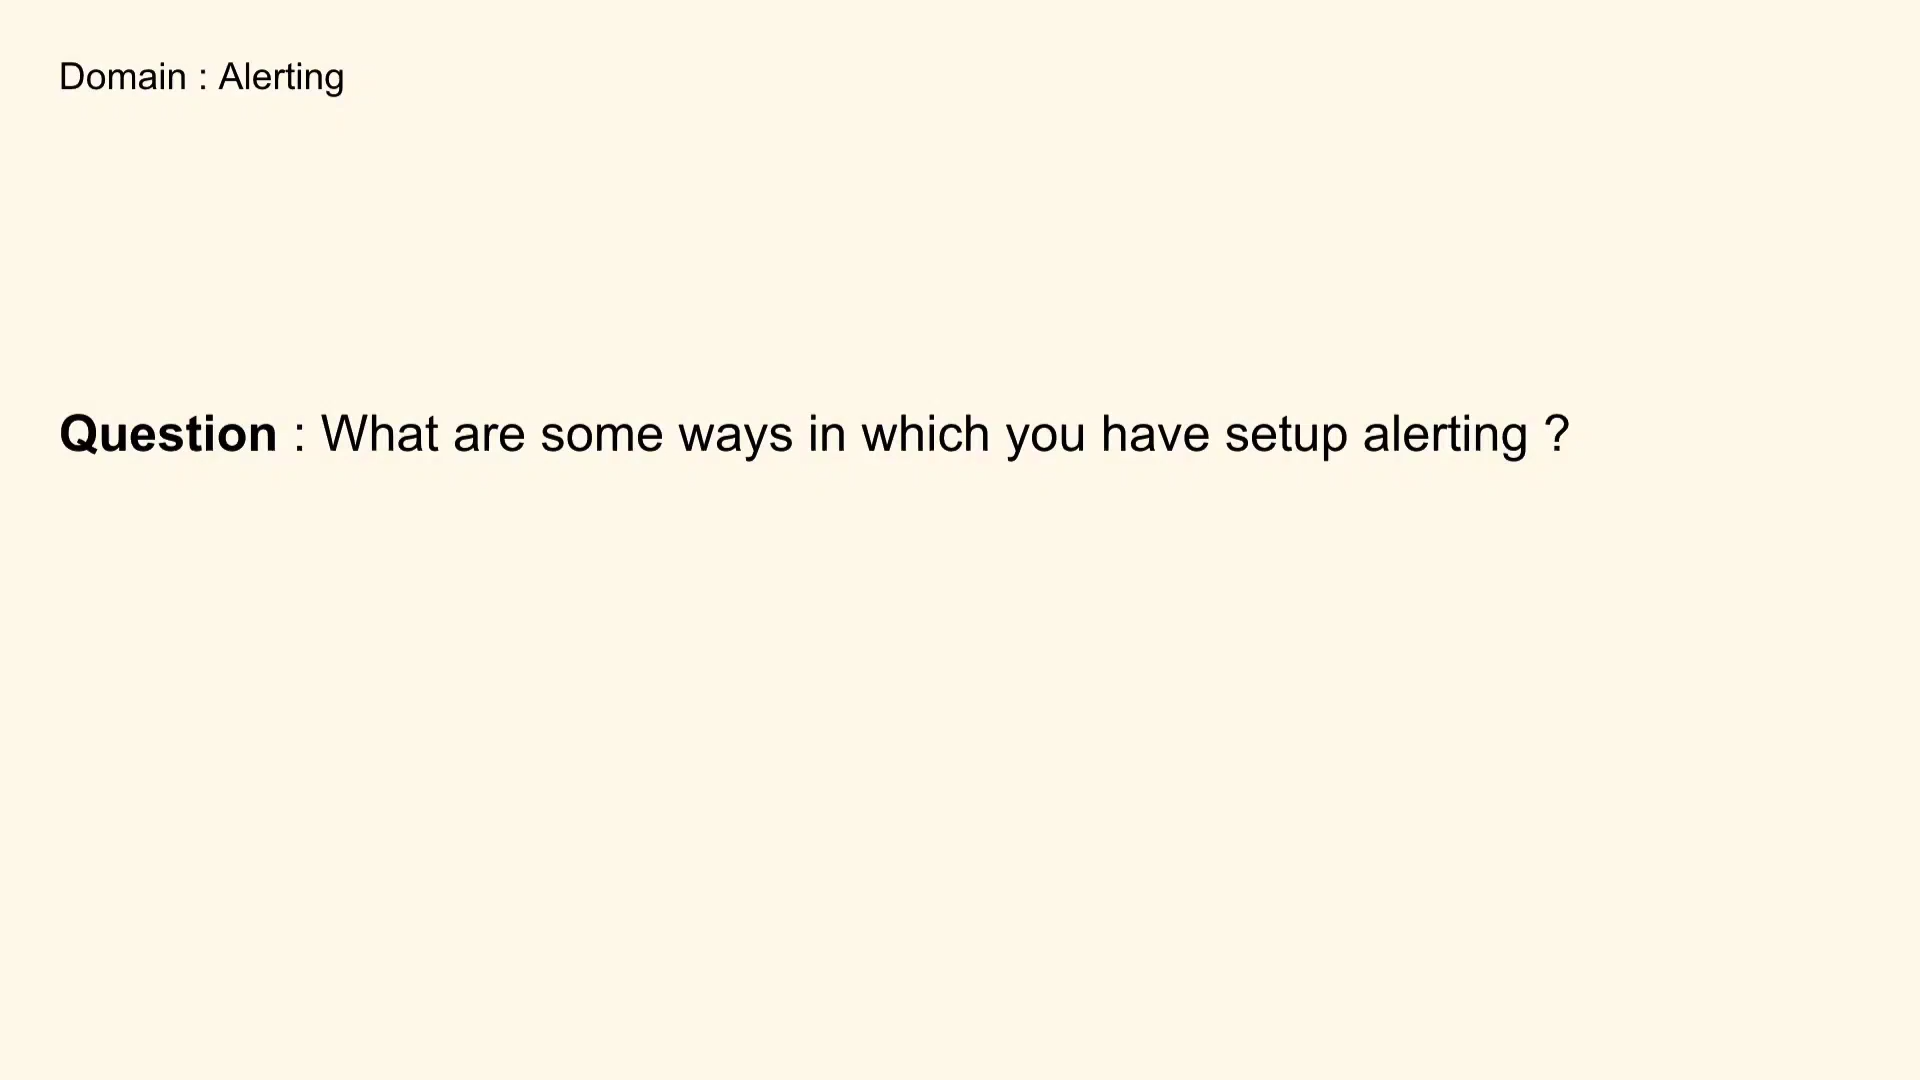 Domain : Alerting
Question : What are some ways in which you have setup alerting ?